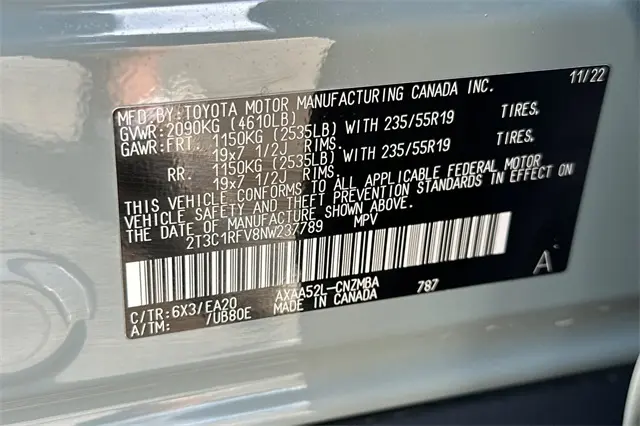 11/22
MFD BY:TOYOTA MOTOR MANUFACTURING CANADA INC.
GVWR:2090KG (4610LB)
GAWR:FRT. 1150KG (2535LB) WITH 235/55R19 TIRES.
19x7 1/2J RIMS.
RR. 1150KG (2535LB) WITH 235/55R19 TIRES.
19x7 1/2J RIMS.
THIS VEHICLE CONFORMS TO ALL APPLICABLE FEDERAL MOTOR
VEHICLE SAFETY AND THEFT PREVENTION STANDARDS IN EFFECT ON
THE DATE OF MANUFACTURE SHOWN ABOVE.
2T3C1RFV8NW237789 MPV
A
C/TR:6X3/EA20 AXAA52L-CNZMBA 787
A/TM: /UB80E MADE IN CANADA